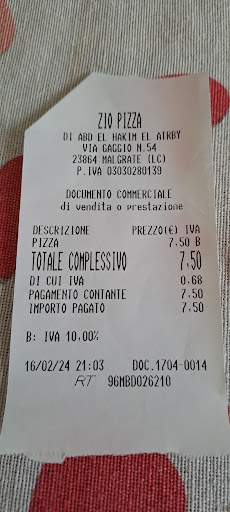 ZIO PIZZA
DI ABD EL HAKIM EL ATRBY
VIA GAGGIO N.54
23864 MALGRATE (LC)
P.IVA 03030280139
DOCUMENTO COMMERCIALE
di vendita o prestazione
DESCRIZIONE PREZZO(€) IVA
PIZZA 7,50 B
TOTALE COMPLESSIVO 7,50
DI CUI IVA 0,68
PAGAMENTO CONTANTE 7,50
IMPORTO PAGATO 7,50
B: IVA 10,00%
16/02/24 21:03 DOC.1704-0014
RT 96MBD026210